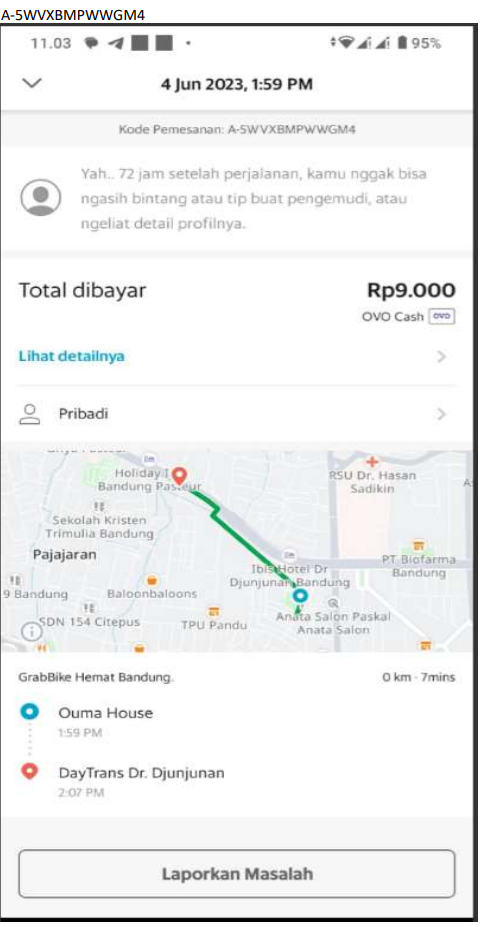 A-5WVXBMPWWGM4
11.03
95%
4 Jun 2023, 1:59 PM
Kode Pemesanan: A-5WVXBMPWWGM4
Yah.. 72 jam setelah perjalanan, kamu nggak bisa
ngasih bintang atau tip buat pengemudi, atau
ngeliat detail profilnya.
Total dibayar
Rp9.000
OVO Cash OVO
Lihat detailnya
Pribadi
Holiday I
Bandung Pasteur
RSU Dr. Hasan
Sadikin
Sekolah Kristen
Trimulia Bandung
Pajajaran
PT Biofarma
Bandung
Ibis Hotel Dr
Djunjunan Bandung
9 Bandung
Baloonbaloons
SDN 154 Citepus
TPU Pandu
Anata Salon Paskal
Anata Salon
GrabBike Hemat Bandung.
0 km · 7mins
Ouma House
1:59 PM
DayTrans Dr. Djunjunan
2:07 PM
Laporkan Masalah